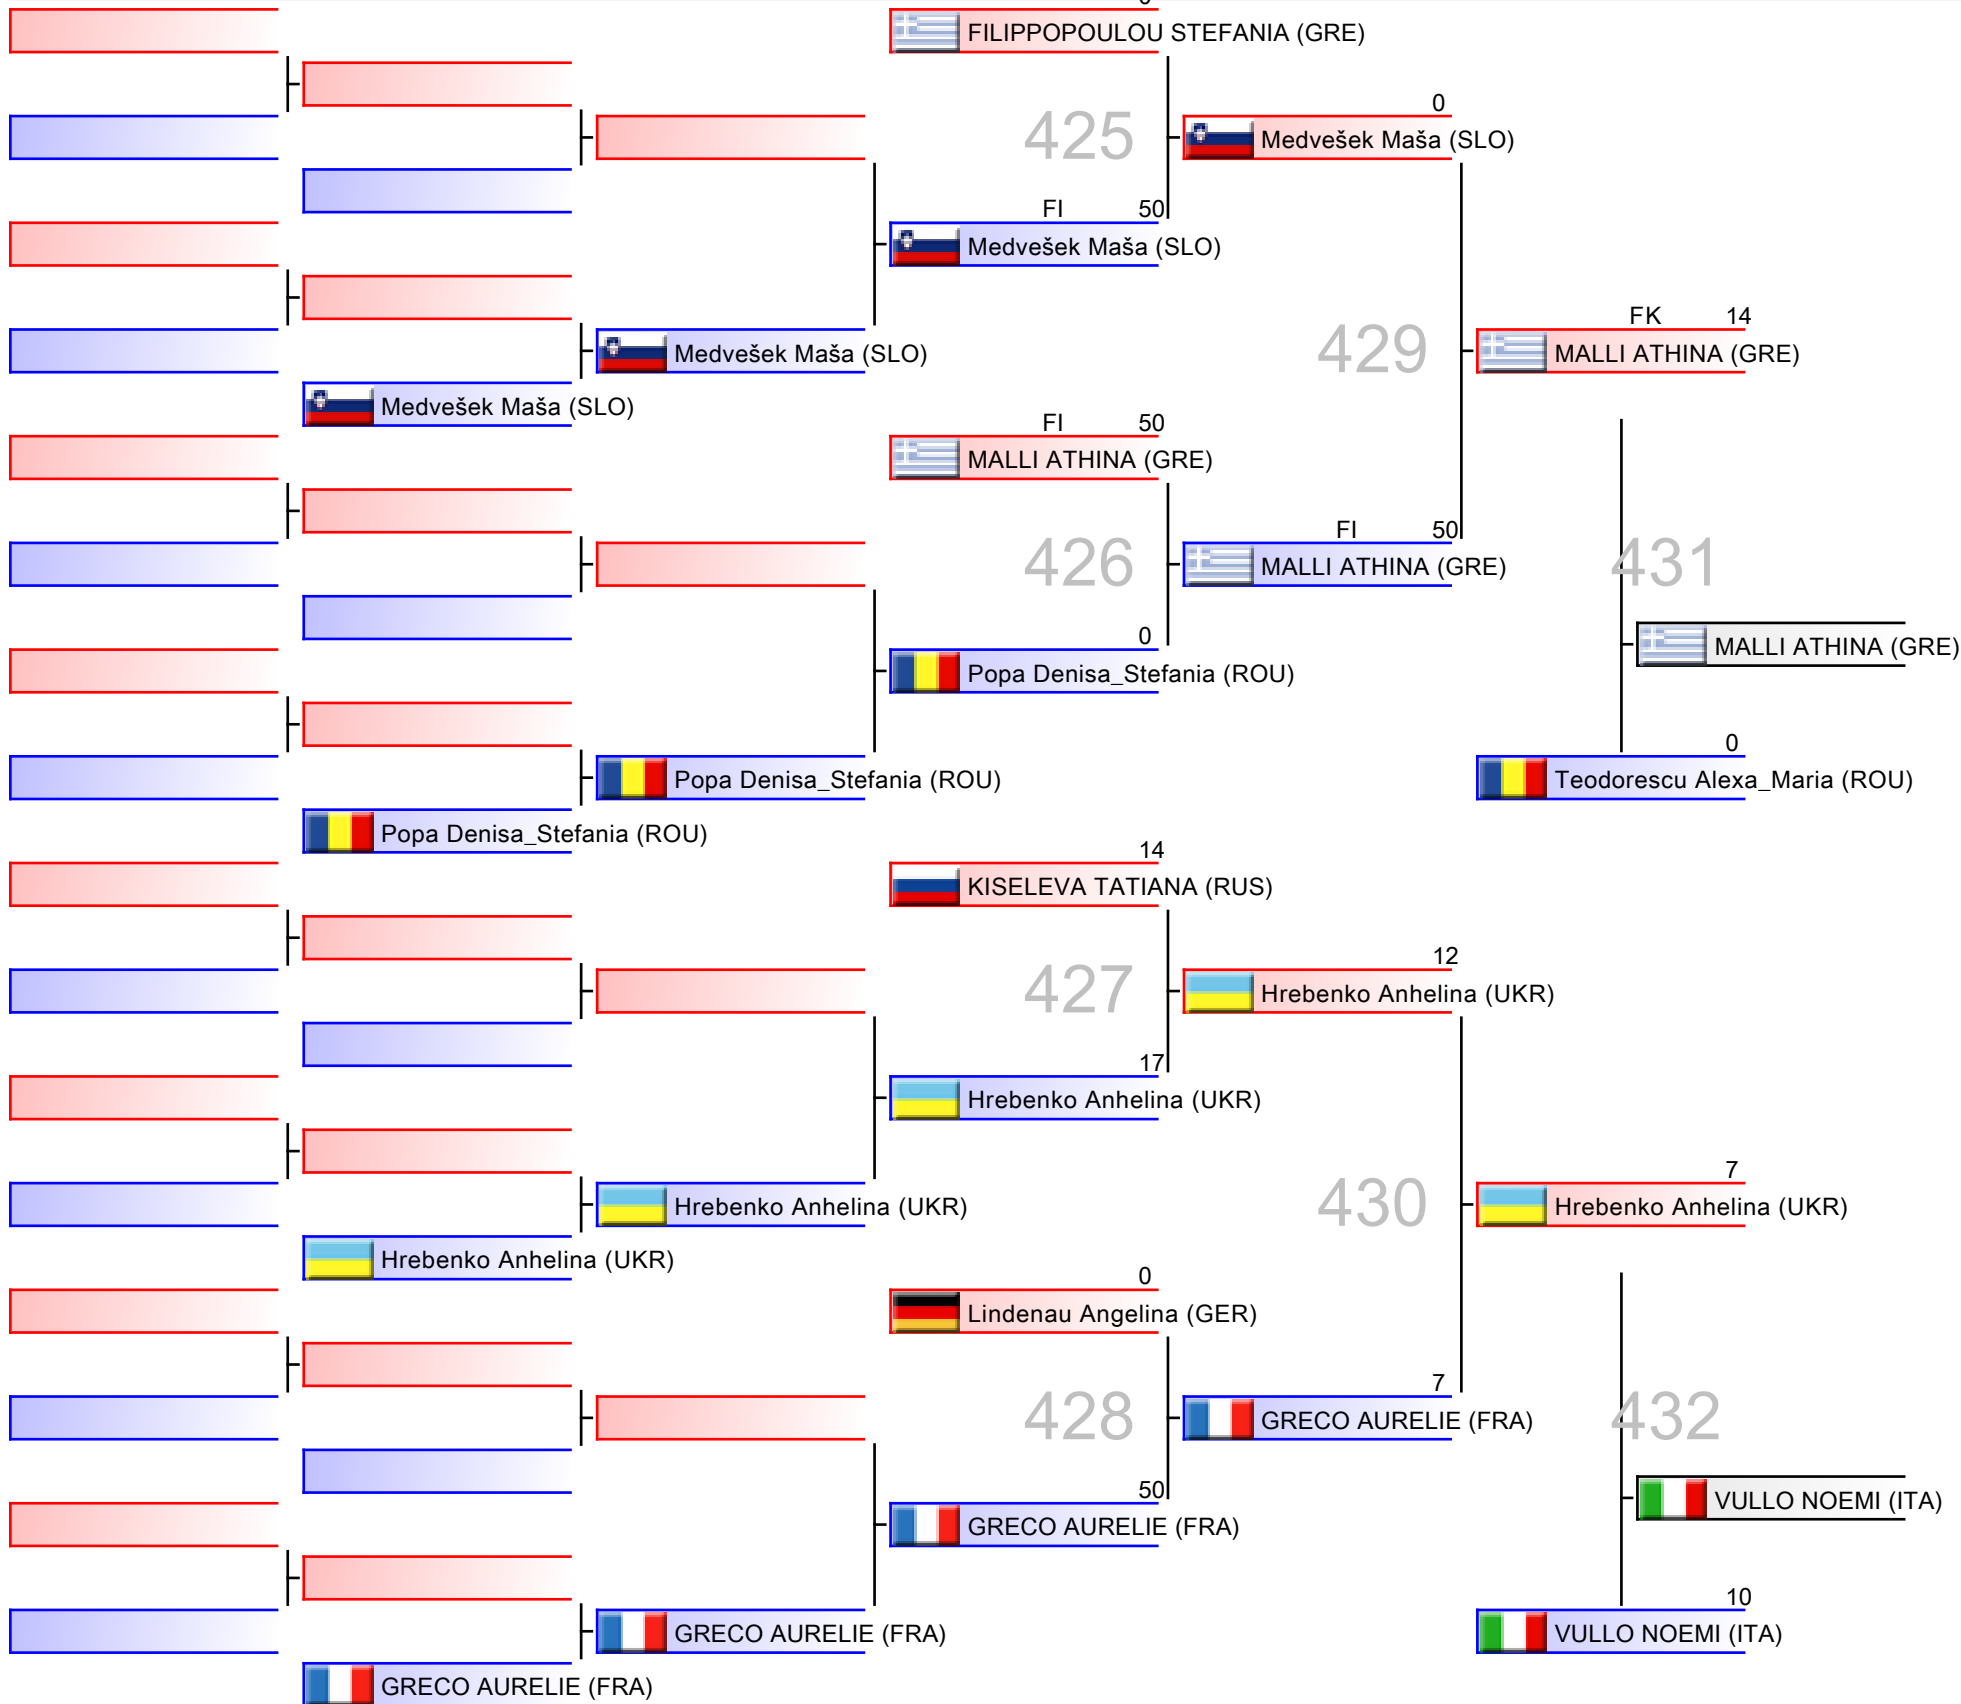 FILIPPOPOULOU STEFANIA (GRE)
425
0
Medvešek Maša (SLO)
FI 50
Medvešek Maša (SLO)
FK 14
429
Medvešek Maša (SLO)
MALLI ATHINA (GRE)
Medvešek Maša (SLO)
FI 50
MALLI ATHINA (GRE)
FI 50
426
MALLI ATHINA (GRE)
431
0
MALLI ATHINA (GRE)
Popa Denisa_Stefania (ROU)
0
Popa Denisa_Stefania (ROU)
Teodorescu Alexa_Maria (ROU)
Popa Denisa_Stefania (ROU)
14
KISELEVA TATIANA (RUS)
12
427
Hrebenko Anhelina (UKR)
17
Hrebenko Anhelina (UKR)
7
Hrebenko Anhelina (UKR)
430
Hrebenko Anhelina (UKR)
Hrebenko Anhelina (UKR)
0
Lindenau Angelina (GER)
7
428
GRECO AURELIE (FRA)
432
50
VULLO NOEMI (ITA)
GRECO AURELIE (FRA)
10
GRECO AURELIE (FRA)
VULLO NOEMI (ITA)
GRECO AURELIE (FRA)